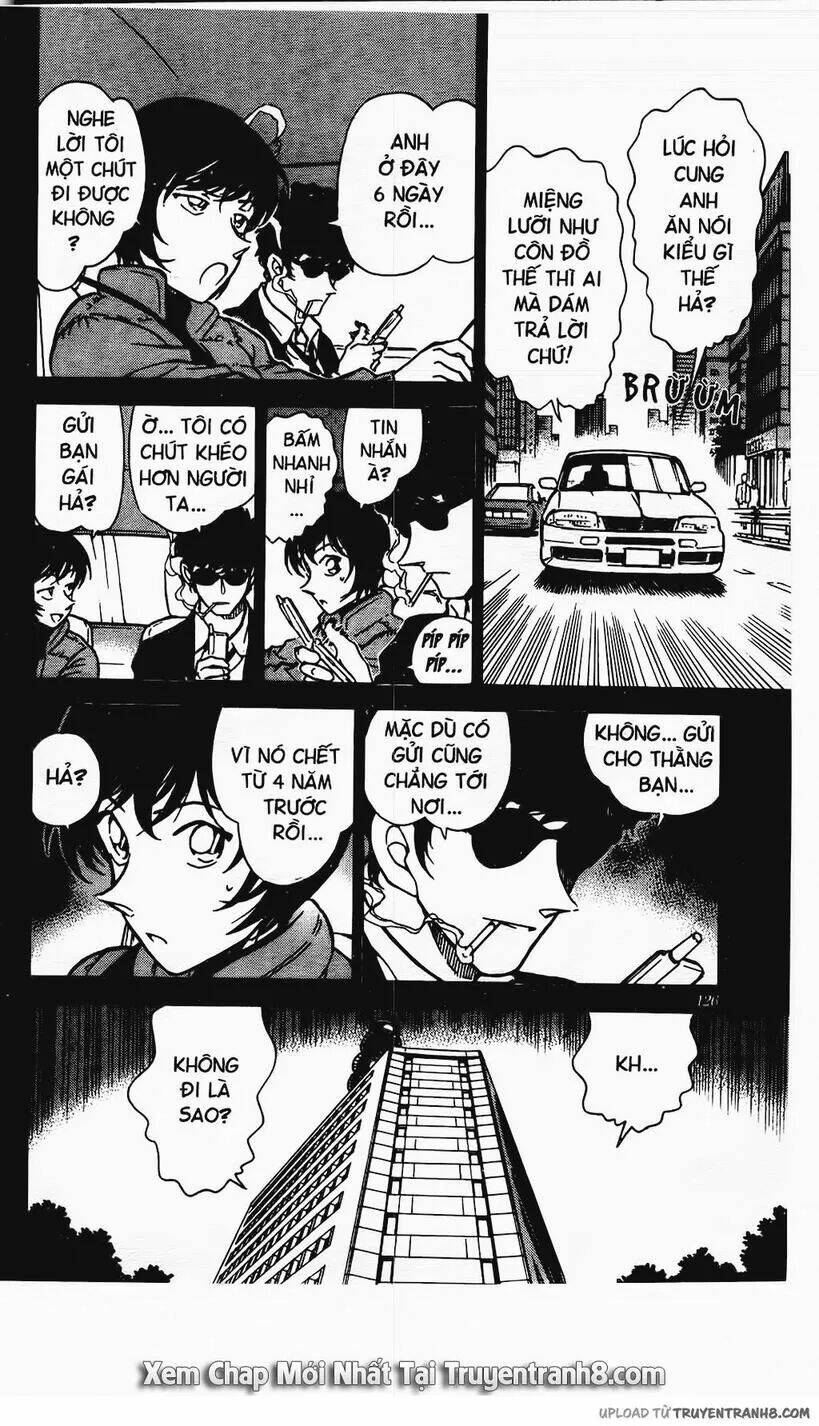 LÚC HỎI
CUNG
ANH
ĂN NÓI
KIỂU GÌ
THẾ
HẢ?
MIỆNG
LƯỠI NHƯ
CÔN ĐỒ
THẾ THÌ AI
MÀ DÁM
TRẢ LỜI
CHỨ!
BRỪ ỪM
ANH
Ở ĐÂY
6 NGÀY
RỒI...
NGHE
LỜI TÔI
MỘT CHÚT
ĐI ĐƯỢC
KHÔNG
?
TIN
NHẮN
À?
BẤM
NHANH
NHỈ
...
PÍP PÍP
PÍP...
Ờ... TÔI CÓ
CHÚT KHÉO
HƠN NGƯỜI
TA...
GỬI
BẠN
GÁI
HẢ?
KHÔNG... GỬI
CHO THẰNG
BẠN...
MẶC DÙ CÓ
GỬI CŨNG
CHẲNG TỚI
NƠI...
VÌ NÓ CHẾT
TỪ 4 NĂM
TRƯỚC
RỒI...
HẢ?
126
KH...
KHÔNG
ĐI LÀ
SAO?
Xem Chap Mới Nhất Tại Truyentranh8.com
UPLOAD TỪ TRUYENTRANH8.COM